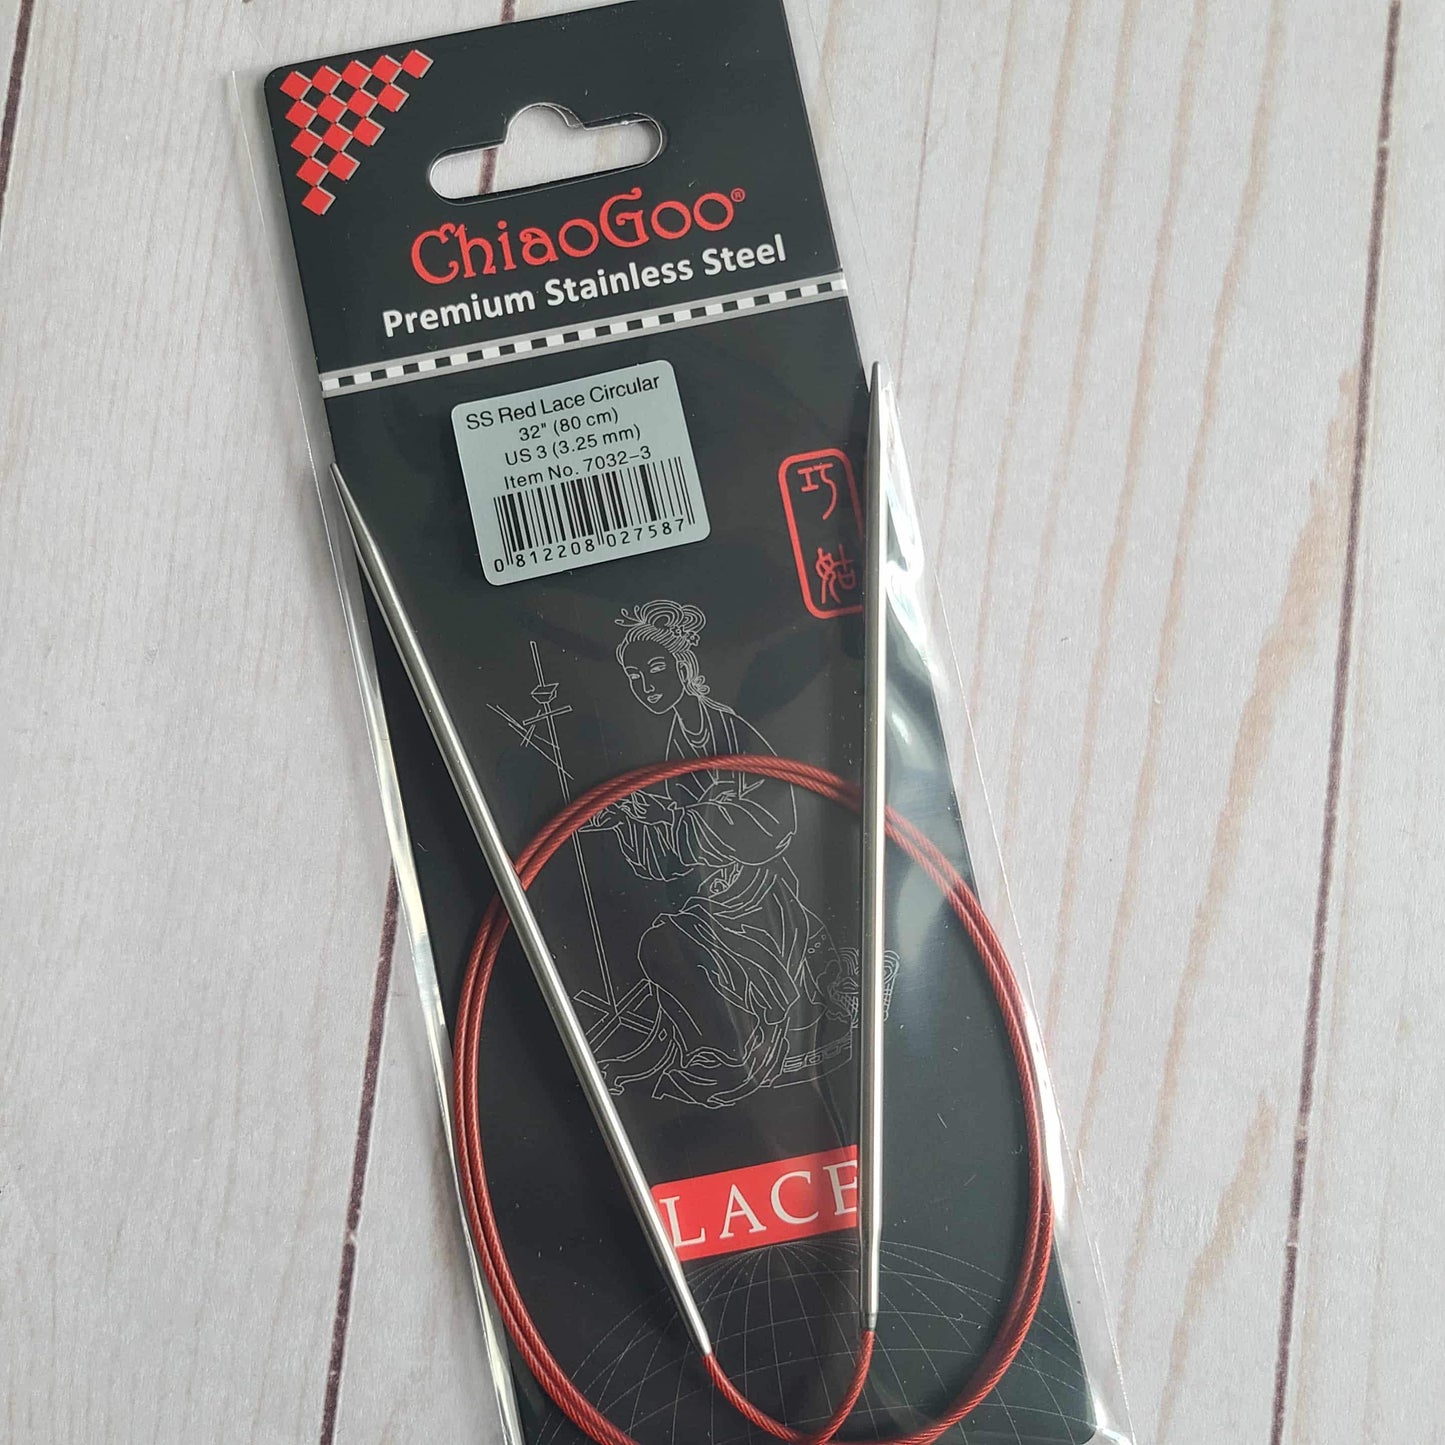 ChiaoGoo®
Premium Stainless Steel
SS Red Lace Circular
32" (80 cm)
US 3 (3.25 mm)
Item No. 7032-3
0 812208 027587
巧
LACE